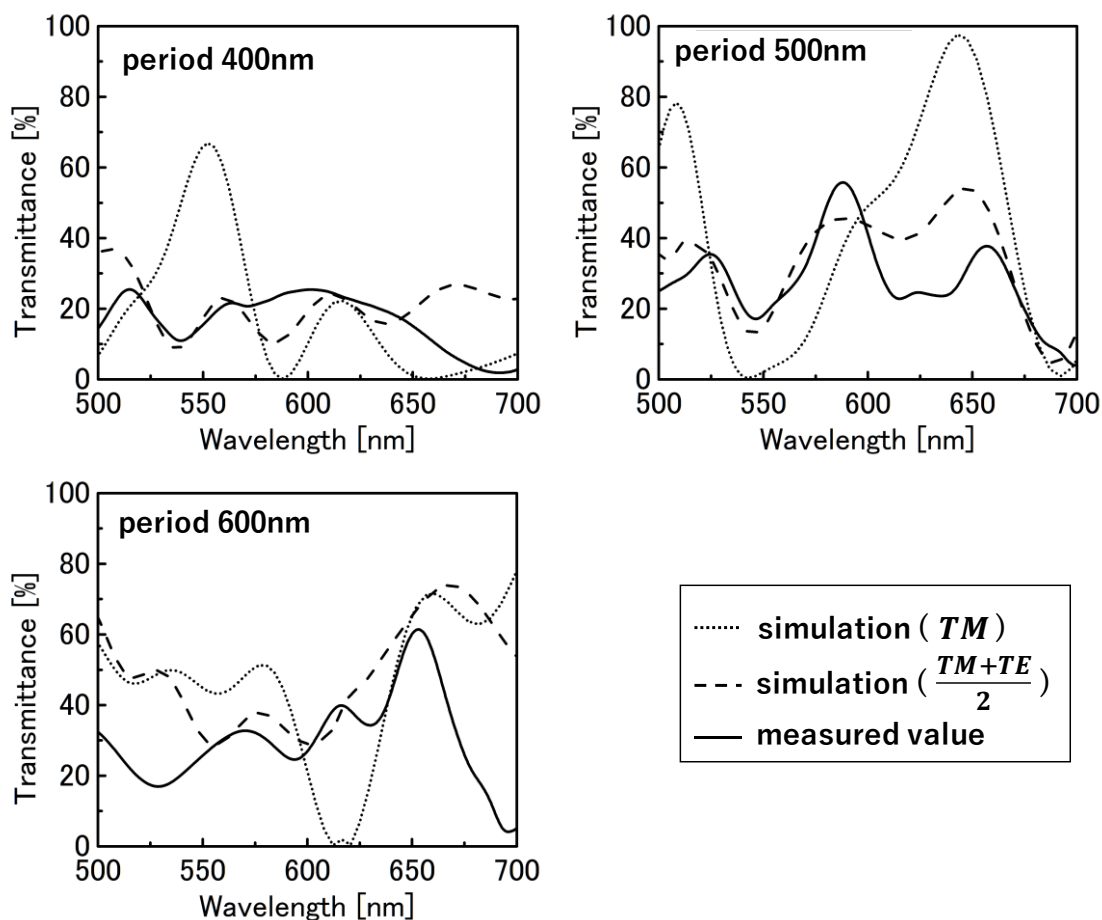 period 400nm
Transmittance [%]
100
80
60
40
20
0
500
550
600
650
700
Wavelength [nm]
period 500nm
Transmittance [%]
100
80
60
40
20
0
500
550
600
650
700
Wavelength [nm]
period 600nm
Transmittance [%]
100
80
60
40
20
0
500
550
600
650
700
Wavelength [nm]
simulation ( TM )
simulation ( TM+TE
2 )
measured value